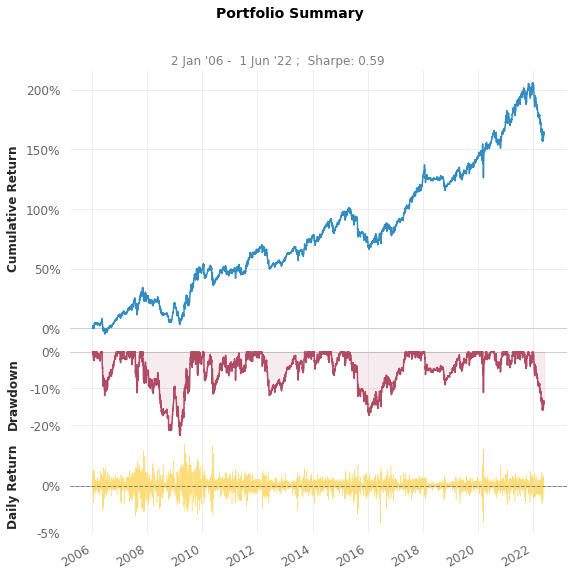 Portfolio Summary
2 Jan '06 - 1 Jun '22 ; Sharpe: 0.59
Cumulative Return
200%
150%
100%
50%
0%
Drawdown
0%
-10%
-20%
Daily Return
0%
-5%
2006 2008 2010 2012 2014 2016 2018 2020 2022